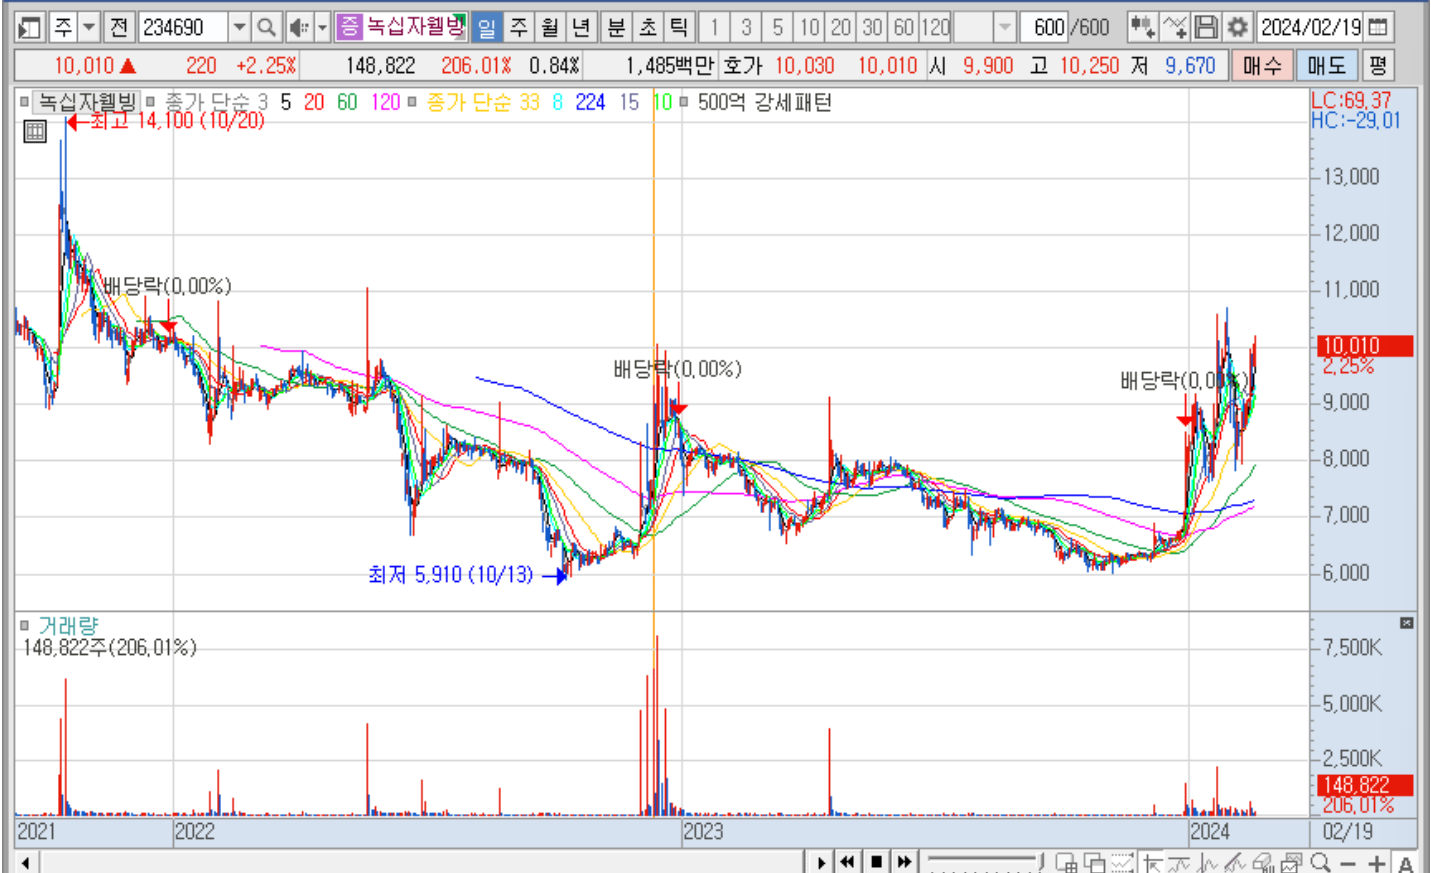 주 전 234690 증 녹십자웰빙 일 주 월 년 분 초 틱 1 3 5 10 20 30 60 120 600 /600 2024/02/19
10,010 ▲ 220 +2.25% 148,822 206.01% 0.84% 1,485백만 호가 10,030 10,010 시 9,900 고 10,250 저 9,670 매수 매도 평
녹십자웰빙 종가 단순 3 5 20 60 120 종가 단순 33 8 224 15 10 500억 강세패턴
LC:69.37
HC:-29.01
최고 14,100 (10/20)
13,000
12,000
배당락(0.00%)
11,000
10,010
2.25%
배당락(0.00%)
배당락(0.00%)
9,000
8,000
7,000
최저 5,910 (10/13)
6,000
거래량
148,822주(206.01%)
7,500K
5,000K
2,500K
148,822
206.01%
2021 2022 2023 2024 02/19
A